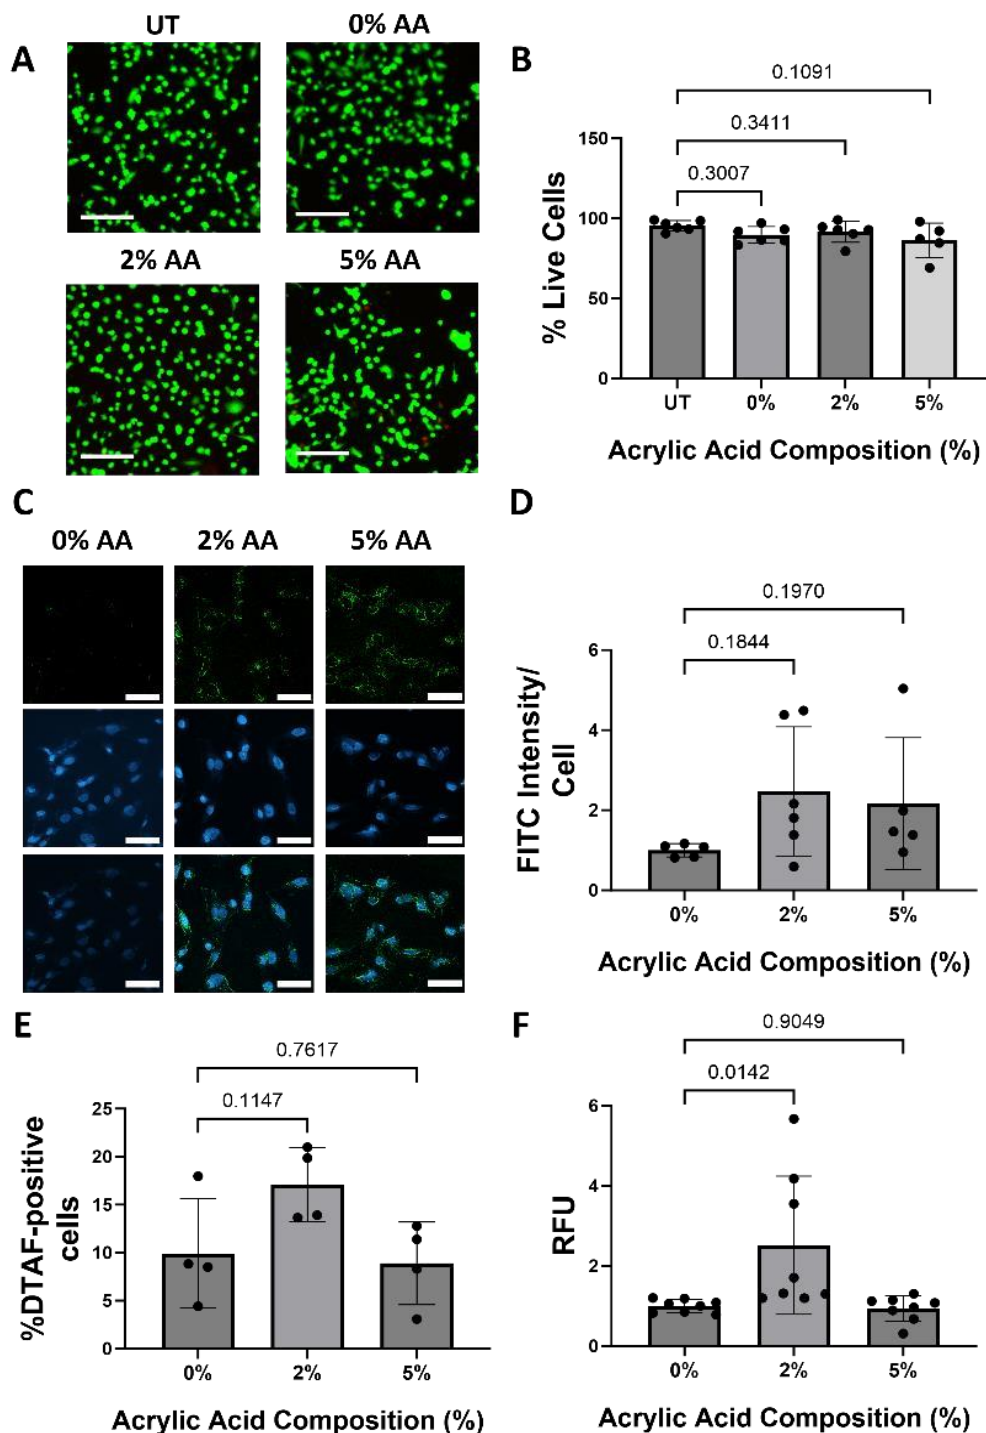 A
UT
0% AA
2% AA
5% AA
B
0.1091
0.3411
0.3007
% Live Cells
150
100
50
0
UT
0%
2%
5%
Acrylic Acid Composition (%)
C
0% AA
2% AA
5% AA
D
0.1970
0.1844
FITC Intensity/
Cell
6
4
2
0
0%
2%
5%
Acrylic Acid Composition (%)
E
0.7617
0.1147
%DTAF-positive
cells
25
20
15
10
5
0
0%
2%
5%
Acrylic Acid Composition (%)
F
0.9049
0.0142
RFU
6
4
2
0
0%
2%
5%
Acrylic Acid Composition (%)